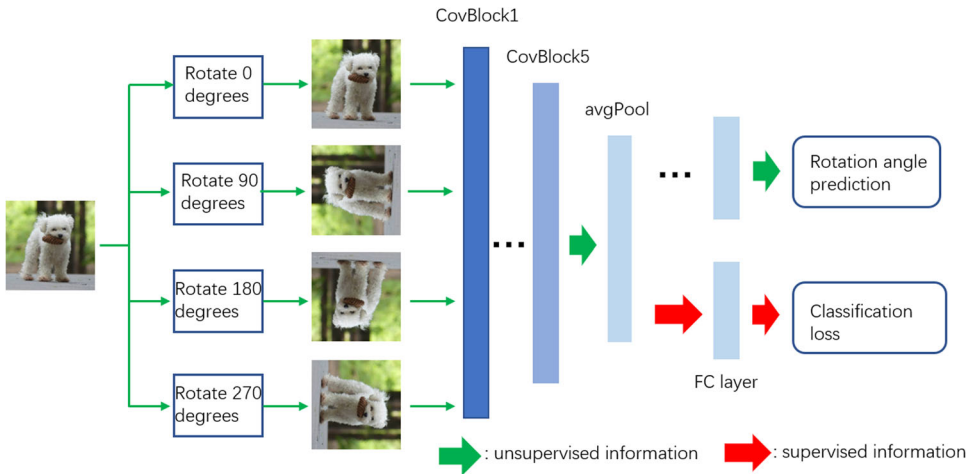 CovBlock1
CovBlock5
avgPool
Rotate 0
degrees
Rotate 90
degrees
Rotate 180
degrees
Rotate 270
degrees
...
...
Rotation angle
prediction
Classification
loss
FC layer
: unsupervised information
: supervised information